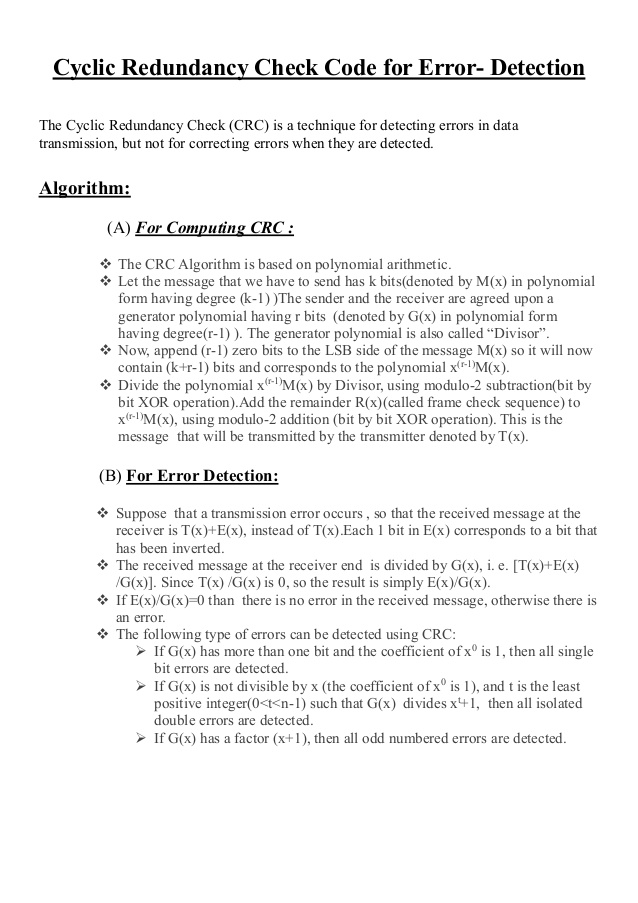 Cyclic Redundancy Check Code for Error- Detection
The Cyclic Redundancy Check (CRC) is a technique for detecting errors in data
transmission, but not for correcting errors when they are detected.
Algorithm:
(A) For Computing CRC :
❖ The CRC Algorithm is based on polynomial arithmetic.
❖ Let the message that we have to send has k bits(denoted by M(x) in polynomial
form having degree (k-1) )The sender and the receiver are agreed upon a
generator polynomial having r bits (denoted by G(x) in polynomial form
having degree(r-1) ). The generator polynomial is also called “Divisor”.
❖ Now, append (r-1) zero bits to the LSB side of the message M(x) so it will now
contain (k+r-1) bits and corresponds to the polynomial x⁽ʳ⁻¹⁾M(x).
❖ Divide the polynomial x⁽ʳ⁻¹⁾M(x) by Divisor, using modulo-2 subtraction(bit by
bit XOR operation).Add the remainder R(x)(called frame check sequence) to
x⁽ʳ⁻¹⁾M(x), using modulo-2 addition (bit by bit XOR operation). This is the
message that will be transmitted by the transmitter denoted by T(x).
(B) For Error Detection:
❖ Suppose that a transmission error occurs , so that the received message at the
receiver is T(x)+E(x), instead of T(x).Each 1 bit in E(x) corresponds to a bit that
has been inverted.
❖ The received message at the receiver end is divided by G(x), i. e. [T(x)+E(x)
/G(x)]. Since T(x) /G(x) is 0, so the result is simply E(x)/G(x).
❖ If E(x)/G(x)=0 than there is no error in the received message, otherwise there is
an error.
❖ The following type of errors can be detected using CRC:
➢ If G(x) has more than one bit and the coefficient of x⁰ is 1, then all single
bit errors are detected.
➢ If G(x) is not divisible by x (the coefficient of x⁰ is 1), and t is the least
positive integer(0<t<n-1) such that G(x) divides xᵗ+1, then all isolated
double errors are detected.
➢ If G(x) has a factor (x+1), then all odd numbered errors are detected.